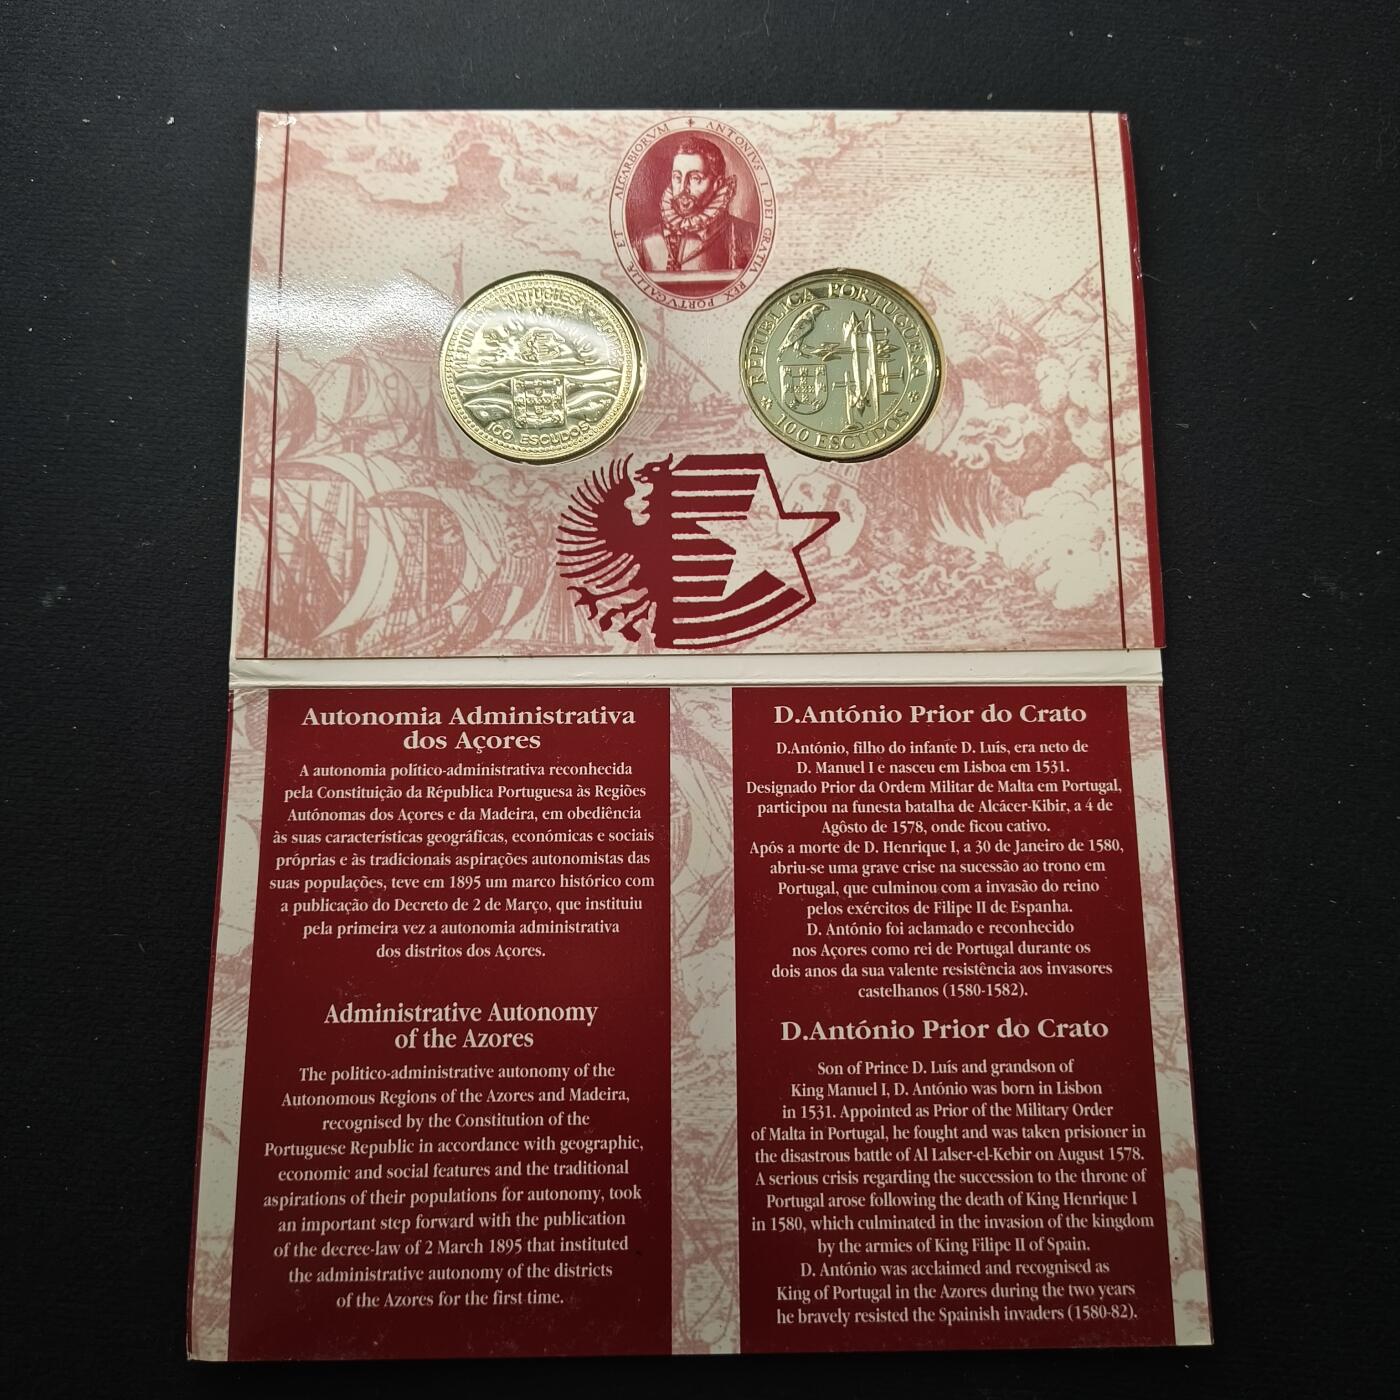 ANTONIVS I. DEI GRATIA REX PORTVGALLIÆ ET ALGARBIORVM
100 ESCUDOS
REPUBLICA PORTUGUESA
100 ESCUDOS
Autonomia Administrativa
dos Açores
A autonomia político-administrativa reconhecida
pela Constituição da Républica Portuguesa às Regiões
Autónomas dos Açores e da Madeira, em obediência
às suas características geográficas, económicas e sociais
próprias e às tradicionais aspirações autonomistas das
suas populações, teve em 1895 um marco histórico com
a publicação do Decreto de 2 de Março, que instituiu
pela primeira vez a autonomia administrativa
dos distritos dos Açores.
Administrative Autonomy
of the Azores
The politico-administrative autonomy of the
Autonomous Regions of the Azores and Madeira,
recognised by the Constitution of the
Portuguese Republic in accordance with geographic,
economic and social features and the traditional
aspirations of their populations for autonomy, took
an important step forward with the publication
of the decree-law of 2 March 1895 that instituted
the administrative autonomy of the districts
of the Azores for the first time.
D.António Prior do Crato
D.António, filho do infante D. Luís, era neto de
D. Manuel I e nasceu em Lisboa em 1531.
Designado Prior da Ordem Militar de Malta em Portugal,
participou na funesta batalha de Alcácer-Kibir, a 4 de
Agôsto de 1578, onde ficou cativo.
Após a morte de D. Henrique I, a 30 de Janeiro de 1580,
abriu-se uma grave crise na sucessão ao trono em
Portugal, que culminou com a invasão do reino
pelos exércitos de Filipe II de Espanha.
D. António foi aclamado e reconhecido
nos Açores como rei de Portugal durante os
dois anos da sua valente resistência aos invasores
castelhanos (1580-1582).
D.António Prior do Crato
Son of Prince D. Luís and grandson of
King Manuel I, D. António was born in Lisbon
in 1531. Appointed as Prior of the Military Order
of Malta in Portugal, he fought and was taken prisioner in
the disastrous battle of Al Lalser-el-Kebir on August 1578.
A serious crisis regarding the succession to the throne of
Portugal arose following the death of King Henrique I
in 1580, which culminated in the invasion of the kingdom
by the armies of King Filipe II of Spain.
D. António was acclaimed and recognised as
King of Portugal in the Azores during the two years
he bravely resisted the Spainish invaders (1580-82).